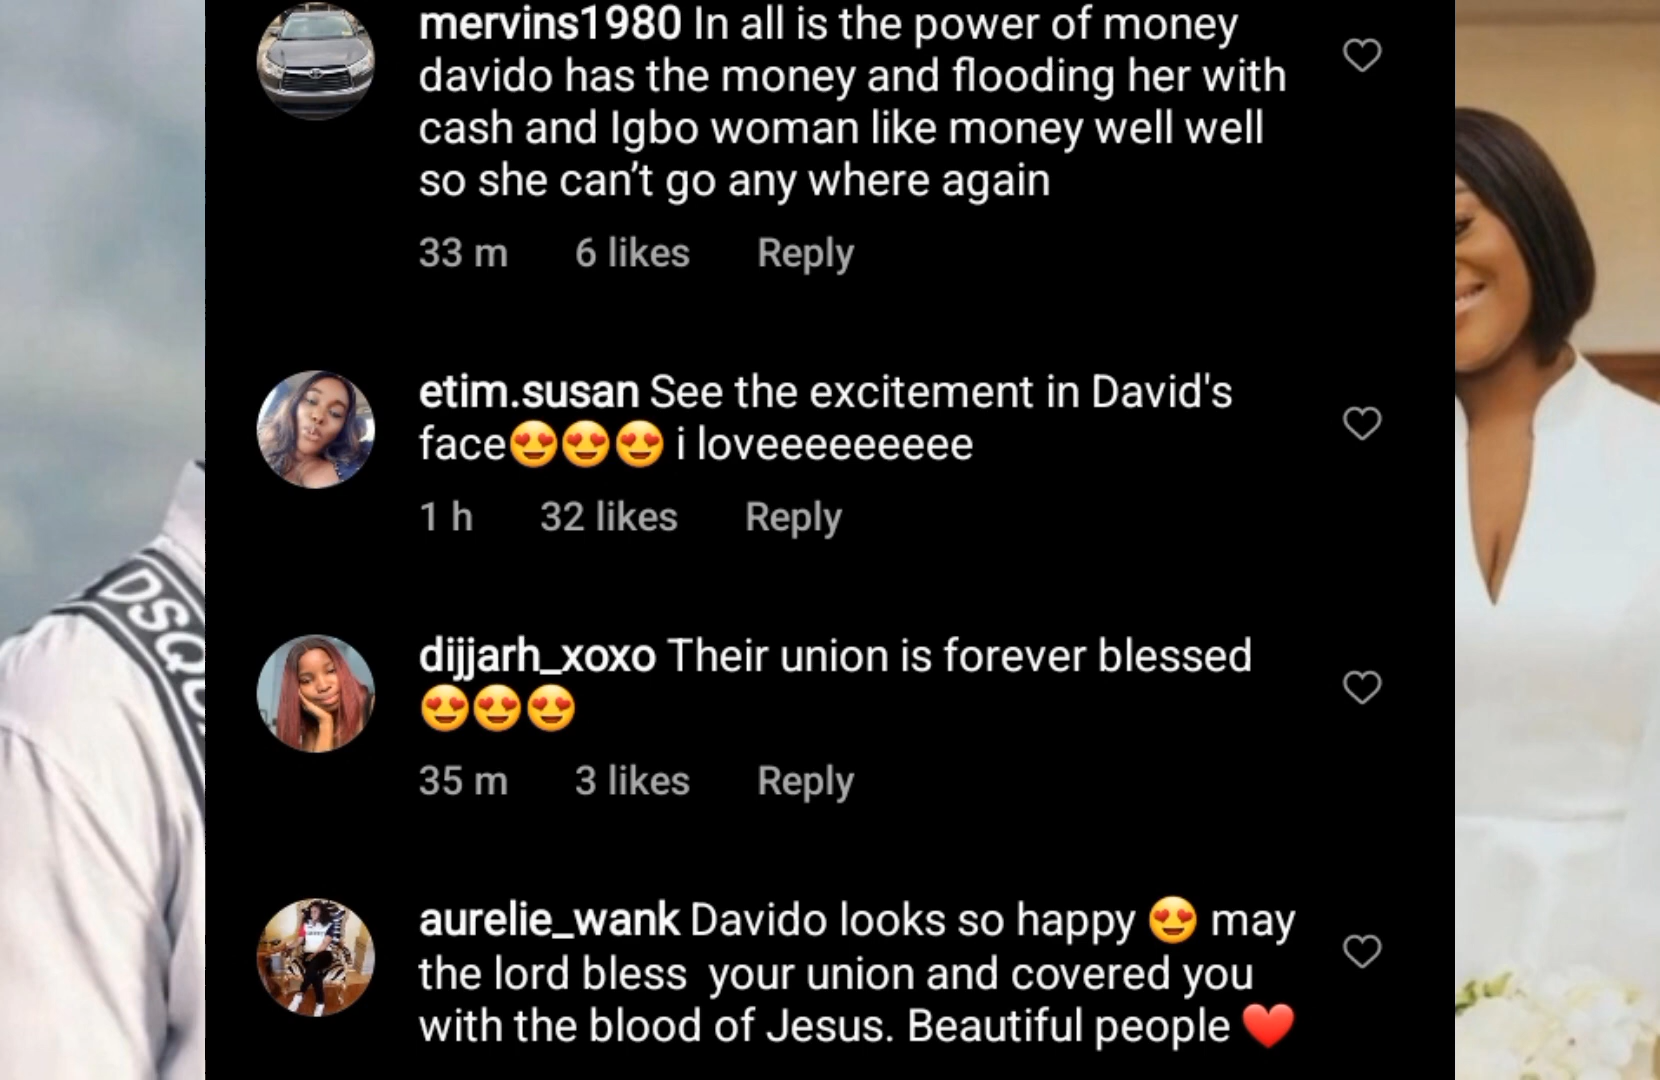 mervins1980 In all is the power of money
davido has the money and flooding her with
cash and Igbo woman like money well well
so she can’t go any where again
33 m 6 likes Reply
etim.susan See the excitement in David's
face😍😍😍 i loveeeeeeeeee
1 h 32 likes Reply
dijjarh_xoxo Their union is forever blessed
😍😍😍
35 m 3 likes Reply
aurelie_wank Davido looks so happy 😍 may
the lord bless  your union and covered you
with the blood of Jesus. Beautiful people ❤️